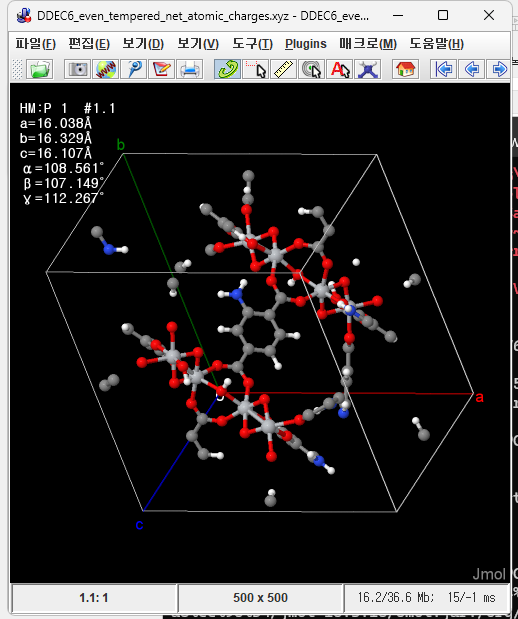 DDEC6_even_tempered_net_atomic_charges.xyz - DDEC6_eve...
파일(F) 편집(E) 보기(D) 보기(V) 도구(T) Plugins 매크로(M) 도움말(H)
HM:P 1 #1.1
a=16.038Å
b=16.329Å
c=16.107Å
α=108.561°
β=107.149°
γ=112.267°
b
a
c
Jmol
1.1: 1 500 x 500 16.2/36.6 Mb; 15/-1 ms